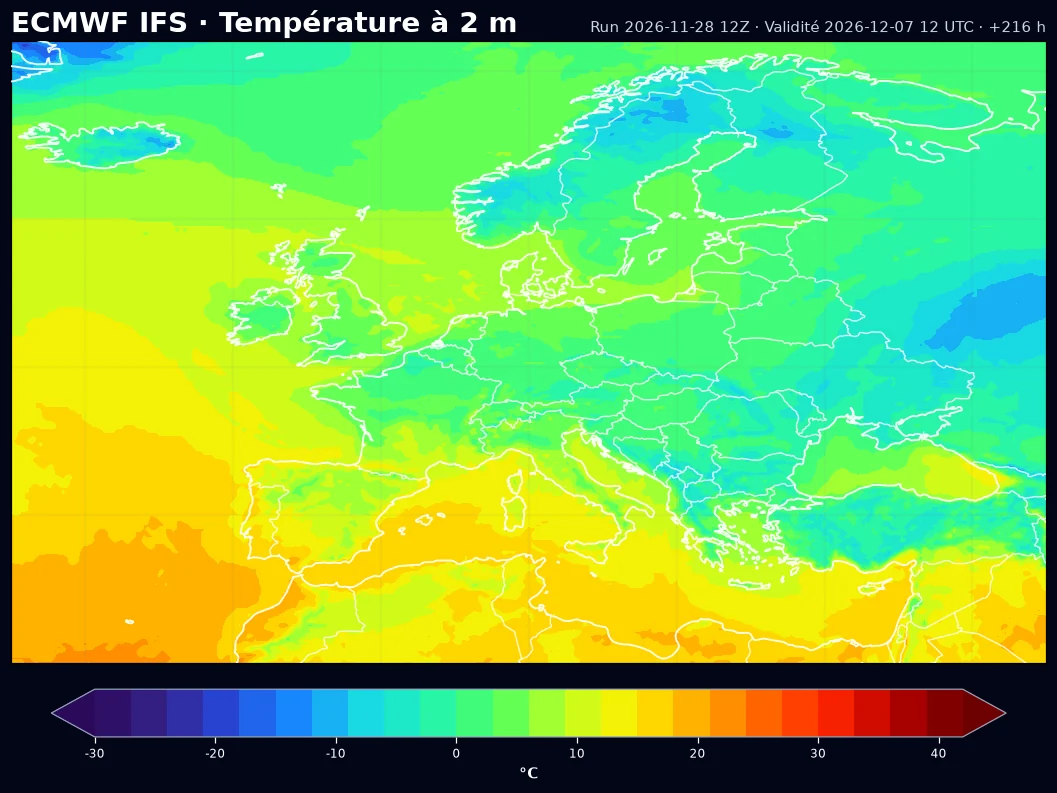 ECMWF IFS · Température à 2 m
Run 2026-11-28 12Z · Validité 2026-12-07 12 UTC · +216 h
-30 -20 -10 0 10 20 30 40
°C